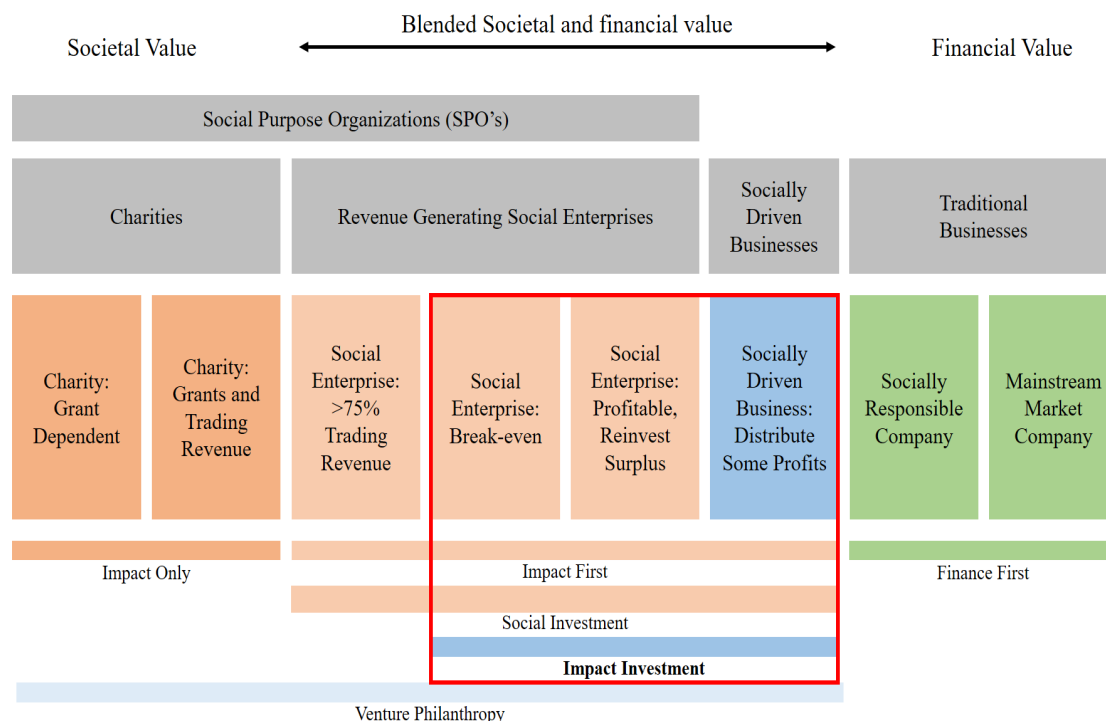 Blended Societal and financial value
Societal Value
Financial Value
Social Purpose Organizations (SPO's)
Charities
Revenue Generating Social Enterprises
Socially
Driven
Businesses
Traditional
Businesses
Charity:
Grant
Dependent
Charity:
Grants and
Trading
Revenue
Social
Enterprise:
>75%
Trading
Revenue
Social
Enterprise:
Break-even
Social
Enterprise:
Profitable,
Reinvest
Surplus
Socially
Driven
Business:
Distribute
Some Profits
Socially
Responsible
Company
Mainstream
Market
Company
Impact Only
Impact First
Finance First
Social Investment
Impact Investment
Venture Philanthropy